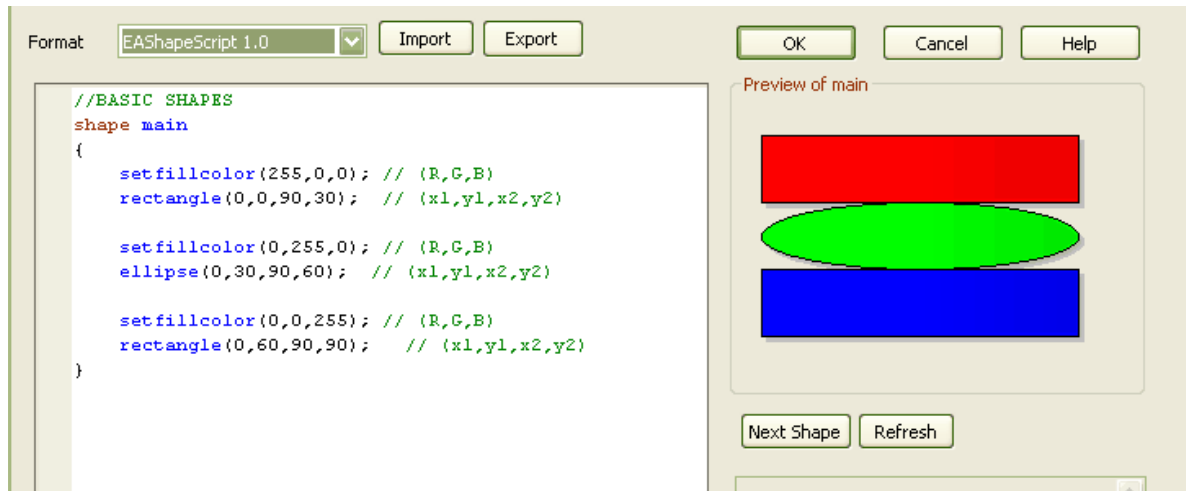 Format EAShapeScript 1.0 Import Export OK Cancel Help
//BASIC SHAPES
shape main
{
setfillcolor(255,0,0); // (R,G,B)
rectangle(0,0,90,30); // (x1,y1,x2,y2)
setfillcolor(0,255,0); // (R,G,B)
ellipse(0,30,90,60); // (x1,y1,x2,y2)
setfillcolor(0,0,255); // (R,G,B)
rectangle(0,60,90,90); // (x1,y1,x2,y2)
}
Preview of main
Next Shape Refresh